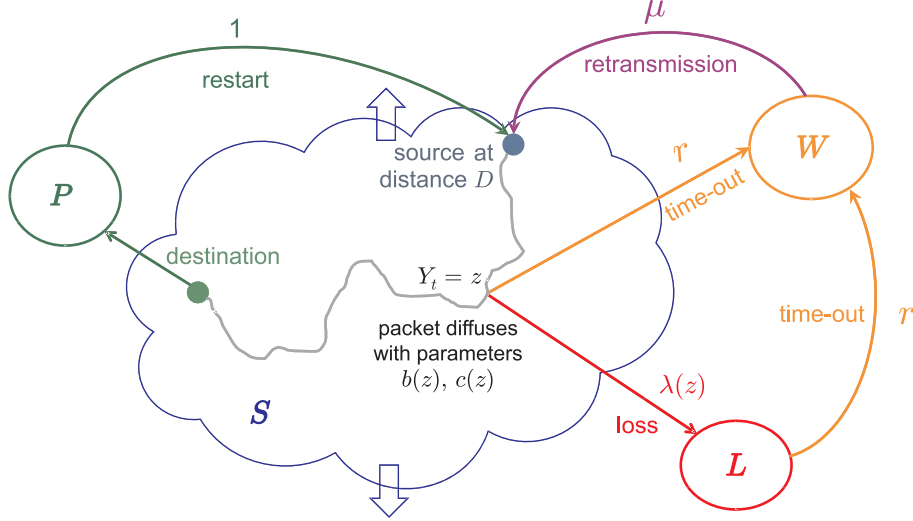 1
restart
μ
retransmission
source at
distance D
r
time-out
W
P
destination
Y_t = z
packet diffuses
with parameters
b(z), c(z)
time-out
r
λ(z)
loss
S
L